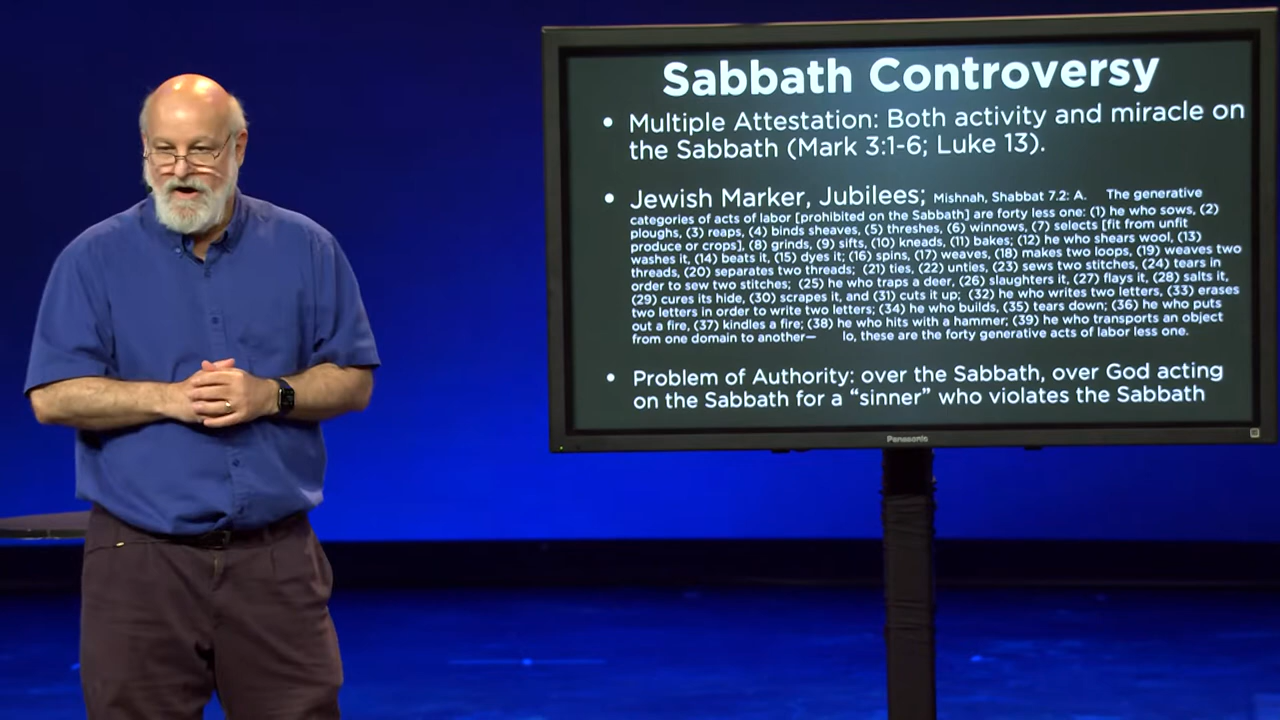 Sabbath Controversy
• Multiple Attestation: Both activity and miracle on
the Sabbath (Mark 3:1-6; Luke 13).
• Jewish Marker, Jubilees; Mishnah, Shabbat 7.2: A. The generative
categories of acts of labor [prohibited on the Sabbath] are forty less one: (1) he who sows, (2)
ploughs, (3) reaps, (4) binds sheaves, (5) threshes, (6) winnows, (7) selects [fit from unfit
produce or crops], (8) grinds, (9) sifts, (10) kneads, (11) bakes; (12) he who shears wool, (13)
washes it, (14) beats it, (15) dyes it; (16) spins, (17) weaves, (18) makes two loops, (19) weaves two
threads, (20) separates two threads; (21) ties, (22) unties, (23) sews two stitches, (24) tears in
order to sew two stitches; (25) he who traps a deer, (26) slaughters it, (27) flays it, (28) salts it,
(29) cures its hide, (30) scrapes it, and (31) cuts it up; (32) he who writes two letters, (33) erases
two letters in order to write two letters; (34) he who builds, (35) tears down; (36) he who puts
out a fire, (37) kindles a fire; (38) he who hits with a hammer; (39) he who transports an object
from one domain to another— lo, these are the forty generative acts of labor less one.
• Problem of Authority: over the Sabbath, over God acting
on the Sabbath for a “sinner” who violates the Sabbath
Panasonic